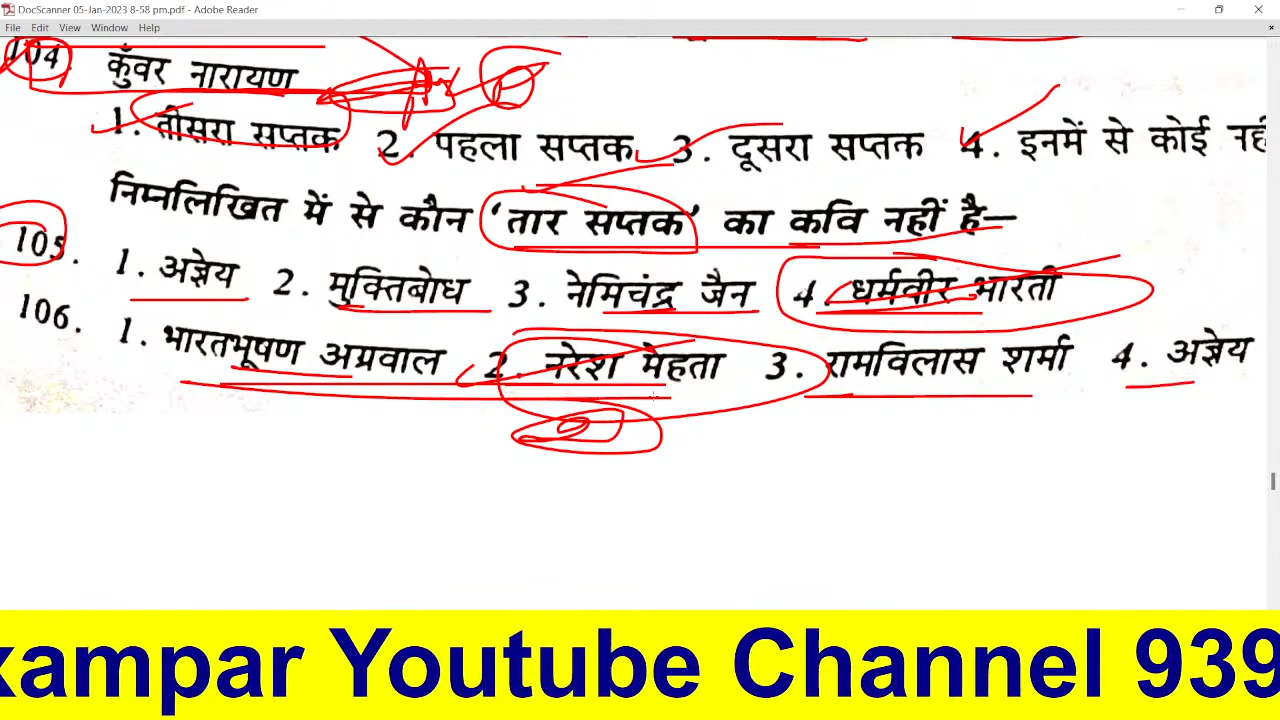 DocScanner 05-Jan-2023 8-58 pm.pdf - Adobe Reader
File Edit View Window Help
104. कुँवर नारायण
1. तीसरा सप्तक 2. पहला सप्तक 3. दूसरा सप्तक 4. इनमें से कोई नहीं
निम्नलिखित में से कौन ‘तार सप्तक’ का कवि नहीं है—
105. 1. अज्ञेय 2. मुक्तिबोध 3. नेमिचंद्र जैन 4. धर्मवीर भारती
106. 1. भारतभूषण अग्रवाल 2. नरेश मेहता 3. रामविलास शर्मा 4. अज्ञेय
xampar Youtube Channel 939